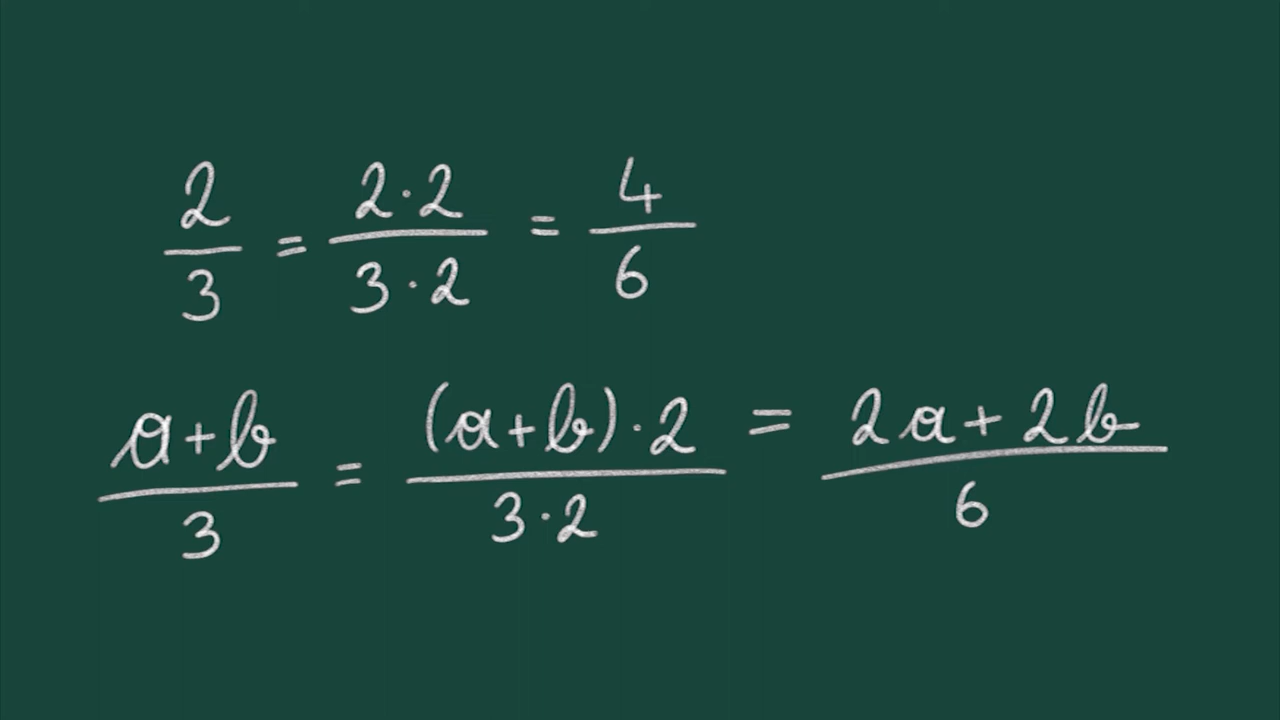 2/3 = 2·2/3·2 = 4/6
a+b/3 = (a+b)·2/3·2 = 2a+2b/6